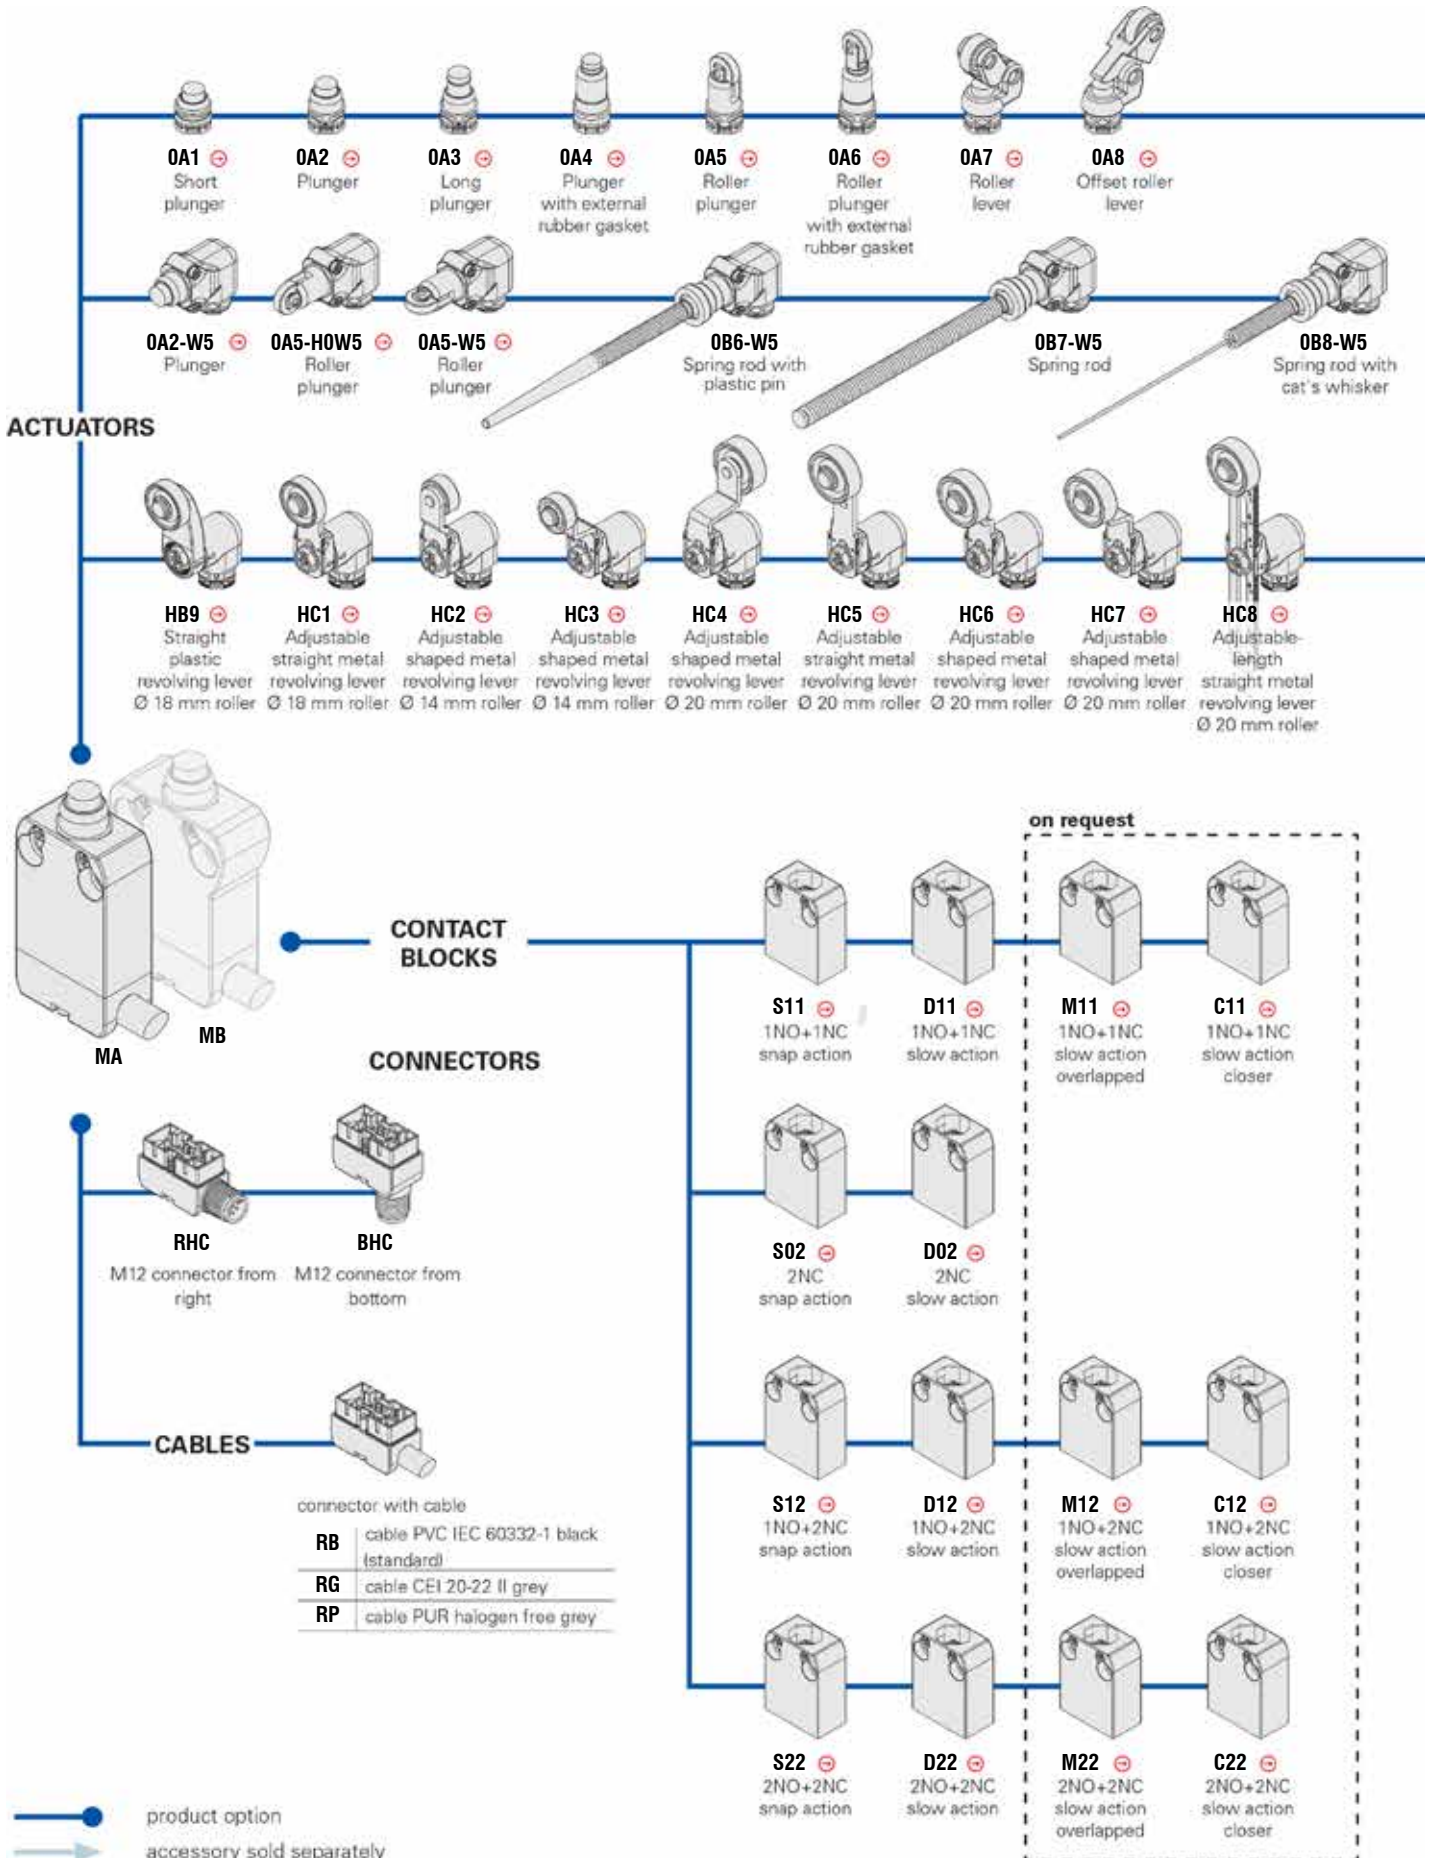 0A1
Short
plunger
0A2
Plunger
0A3
Long
plunger
0A4
Plunger
with external
rubber gasket
0A5
Roller
plunger
0A6
Roller
plunger
with external
rubber gasket
0A7
Roller
lever
0A8
Offset roller
lever
0A2-W5
Plunger
0A5-H0W5
Roller
plunger
0A5-W5
Roller
plunger
0B6-W5
Spring rod with
plastic pin
0B7-W5
Spring rod
0B8-W5
Spring rod with
cat's whisker
ACTUATORS
HB9
Straight
plastic
revolving lever
Ø 18 mm roller
HC1
Adjustable
straight metal
revolving lever
Ø 18 mm roller
HC2
Adjustable
shaped metal
revolving lever
Ø 14 mm roller
HC3
Adjustable
shaped metal
revolving lever
Ø 14 mm roller
HC4
Adjustable
shaped metal
revolving lever
Ø 20 mm roller
HC5
Adjustable
straight metal
revolving lever
Ø 20 mm roller
HC6
Adjustable
shaped metal
revolving lever
Ø 20 mm roller
HC7
Adjustable
shaped metal
revolving lever
Ø 20 mm roller
HC8
Adjustable-
length
straight metal
revolving lever
Ø 20 mm roller
MA
MB
CONTACT
BLOCKS
on request
S11
1NO+1NC
snap action
D11
1NO+1NC
slow action
M11
1NO+1NC
slow action
overlapped
C11
1NO+1NC
slow action
closer
CONNECTORS
RHC
M12 connector from
right
BHC
M12 connector from
bottom
S02
2NC
snap action
D02
2NC
slow action
CABLES
connector with cable
RB cable PVC IEC 60332-1 black
(standard)
RG cable CEI 20-22 II grey
RP cable PUR halogen free grey
S12
1NO+2NC
snap action
D12
1NO+2NC
slow action
M12
1NO+2NC
slow action
overlapped
C12
1NO+2NC
slow action
closer
S22
2NO+2NC
snap action
D22
2NO+2NC
slow action
M22
2NO+2NC
slow action
overlapped
C22
2NO+2NC
slow action
closer
product option
accessory sold separately